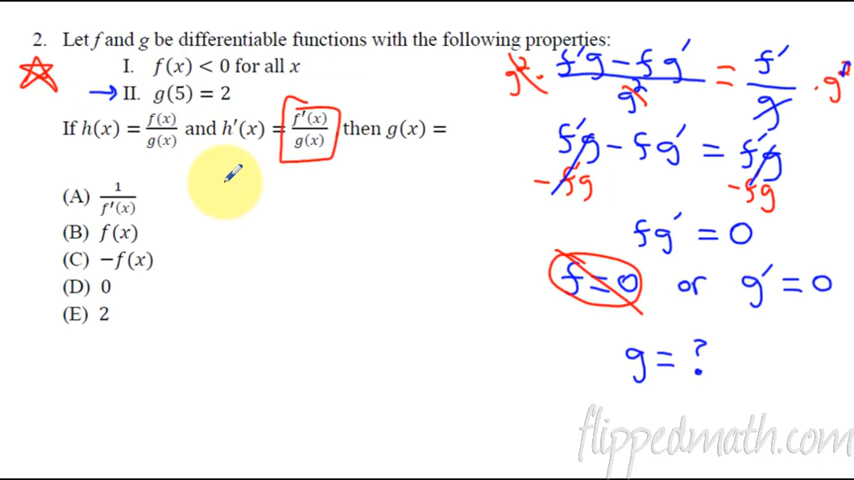 2. Let f and g be differentiable functions with the following properties:
I. f(x) < 0 for all x
→ II. g(5) = 2
If h(x) = f(x)/g(x) and h′(x) = f′(x)/g(x) then g(x) =
(A) 1/f′(x)
(B) f(x)
(C) −f(x)
(D) 0
(E) 2
g² · (f′g − fg′)/g² = f′/g · g²
f′g − fg′ = f′g
−f′g −f′g
fg′ = 0
f = 0 or g′ = 0
g = ?
flippedmath.com